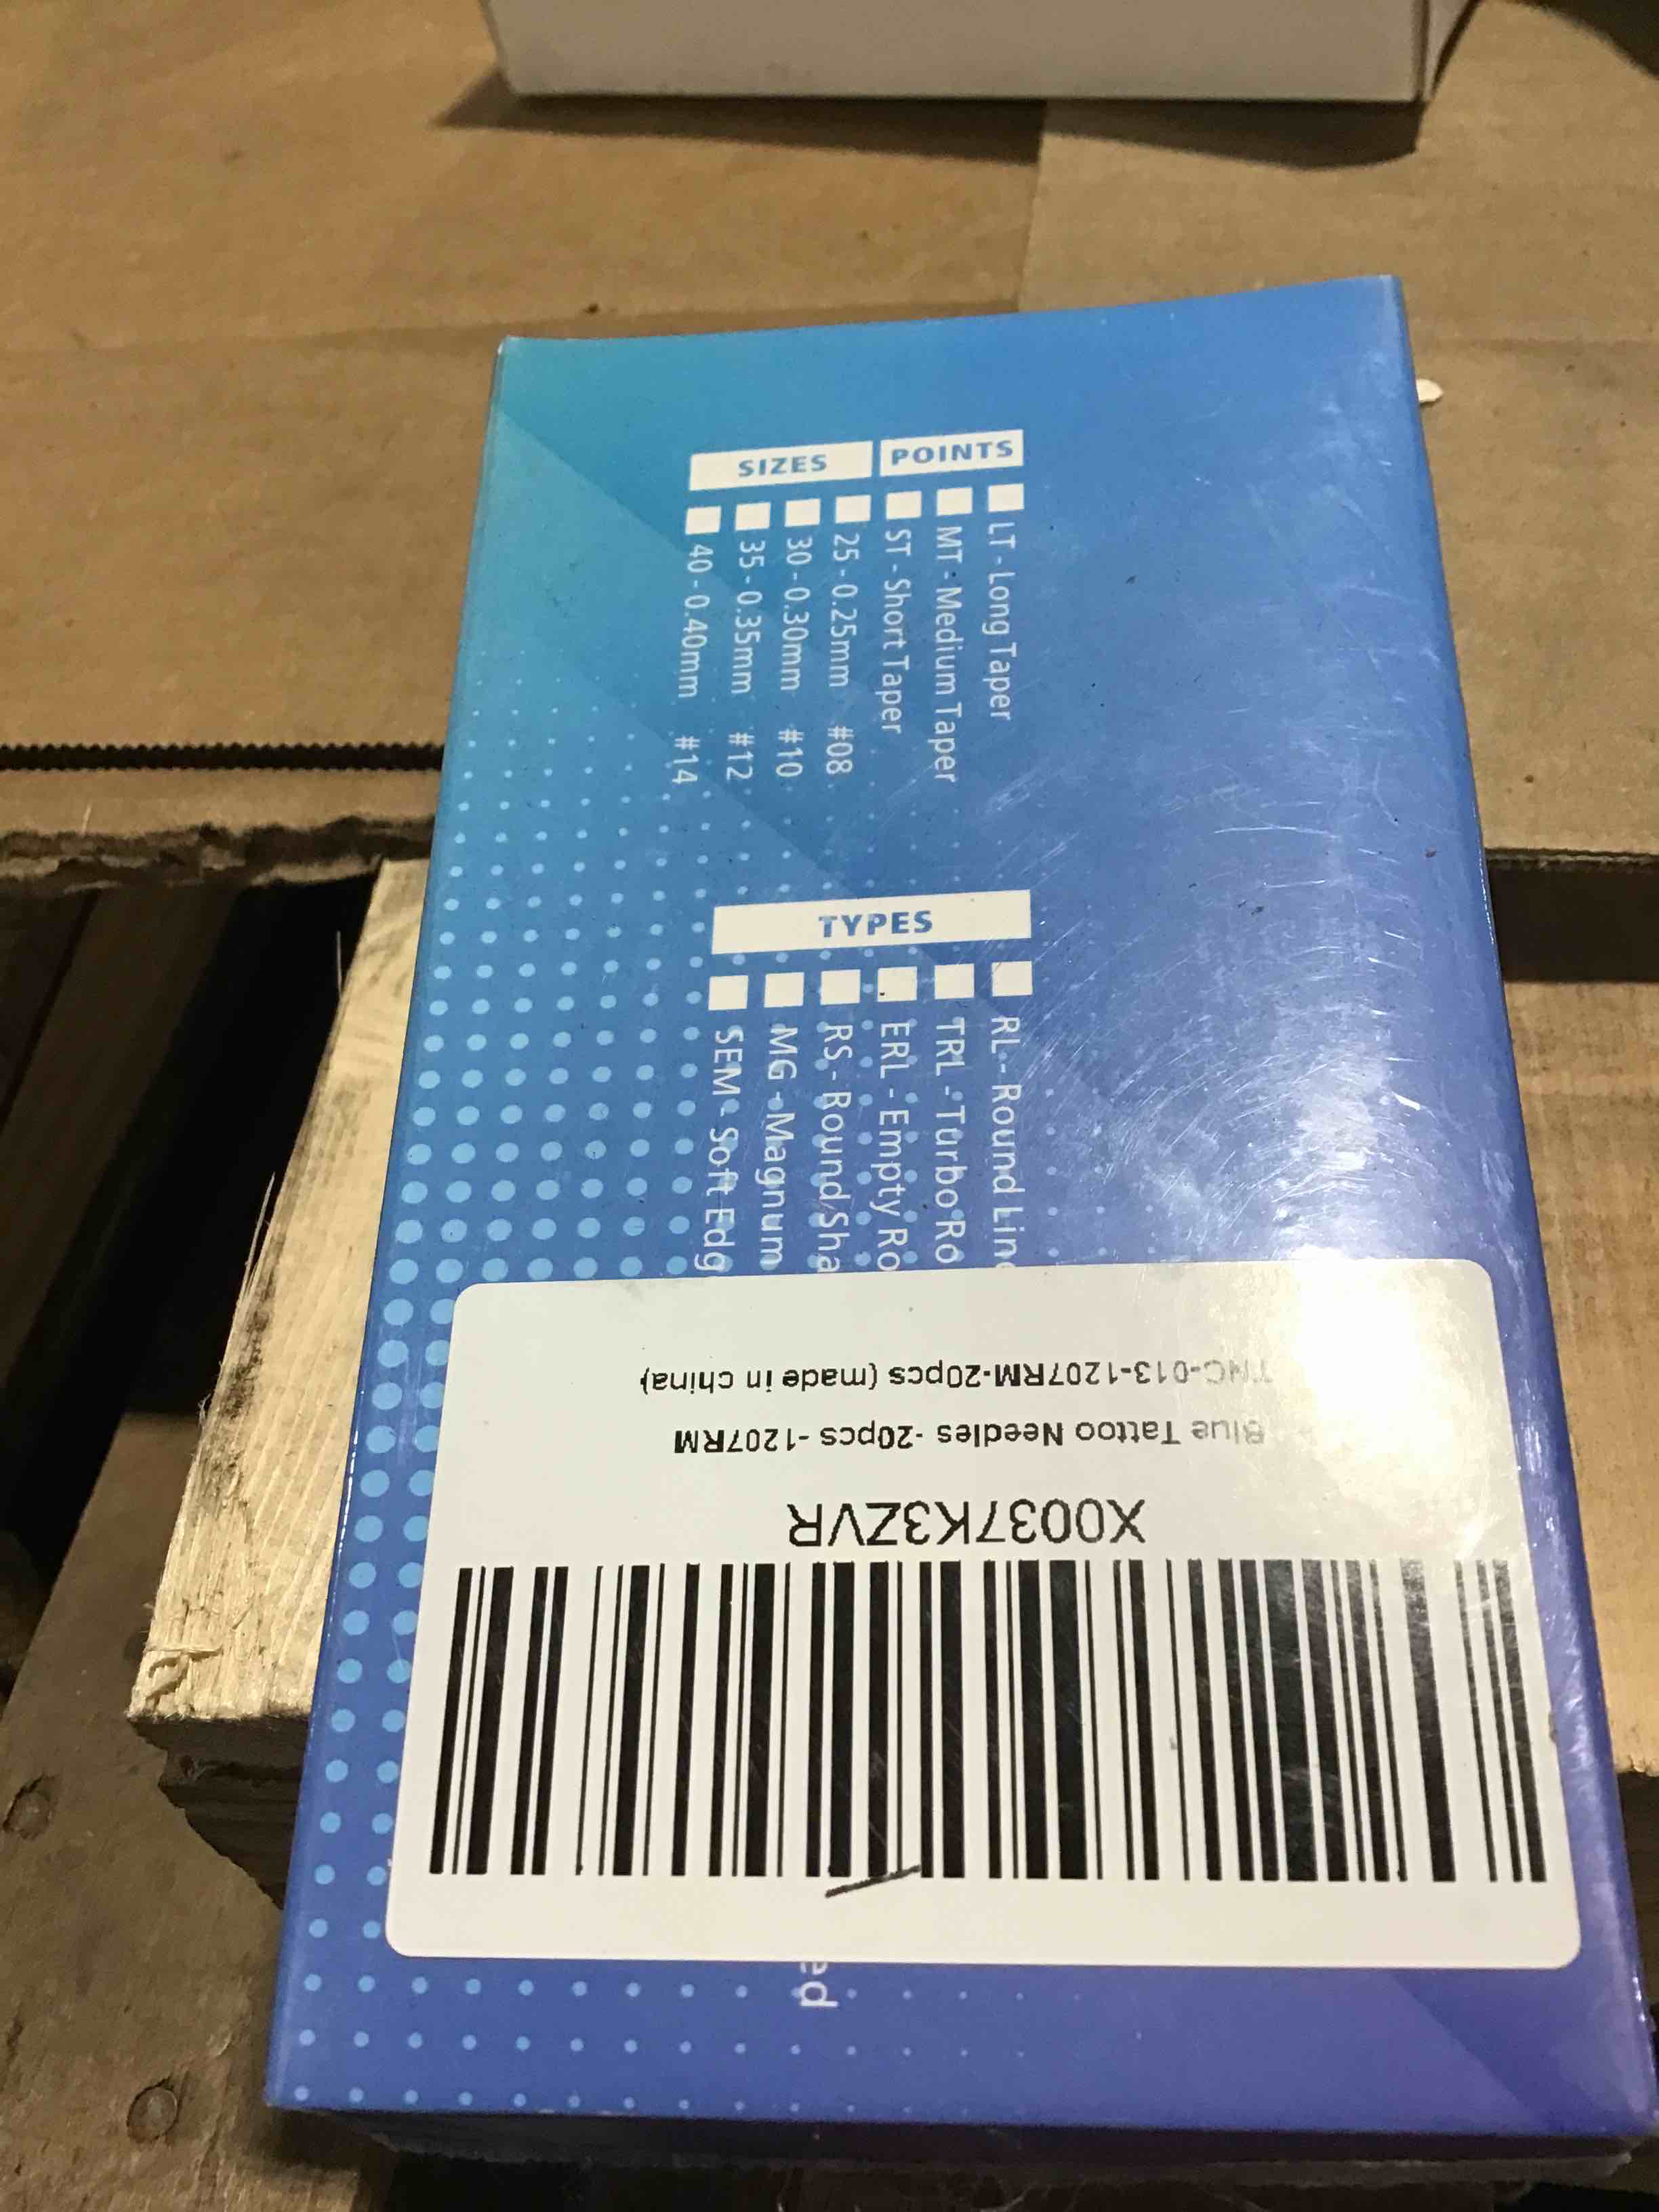 POINTS
LT - Long Taper
MT - Medium Taper
ST - Short Taper
SIZES
25 - 0.25mm #08
30 - 0.30mm #10
35 - 0.35mm #12
40 - 0.40mm #14
TYPES
RL - Round Line
TRL - Turbo Ro
ERL - Empty Ro
RS - Round Sha
MG - Magnum
SEM - Soft Edg
ed
X0037K3ZVR
Blue Tattoo Needles -20pcs -1207RM
TNC-013-1207RM-20pcs (made in china)